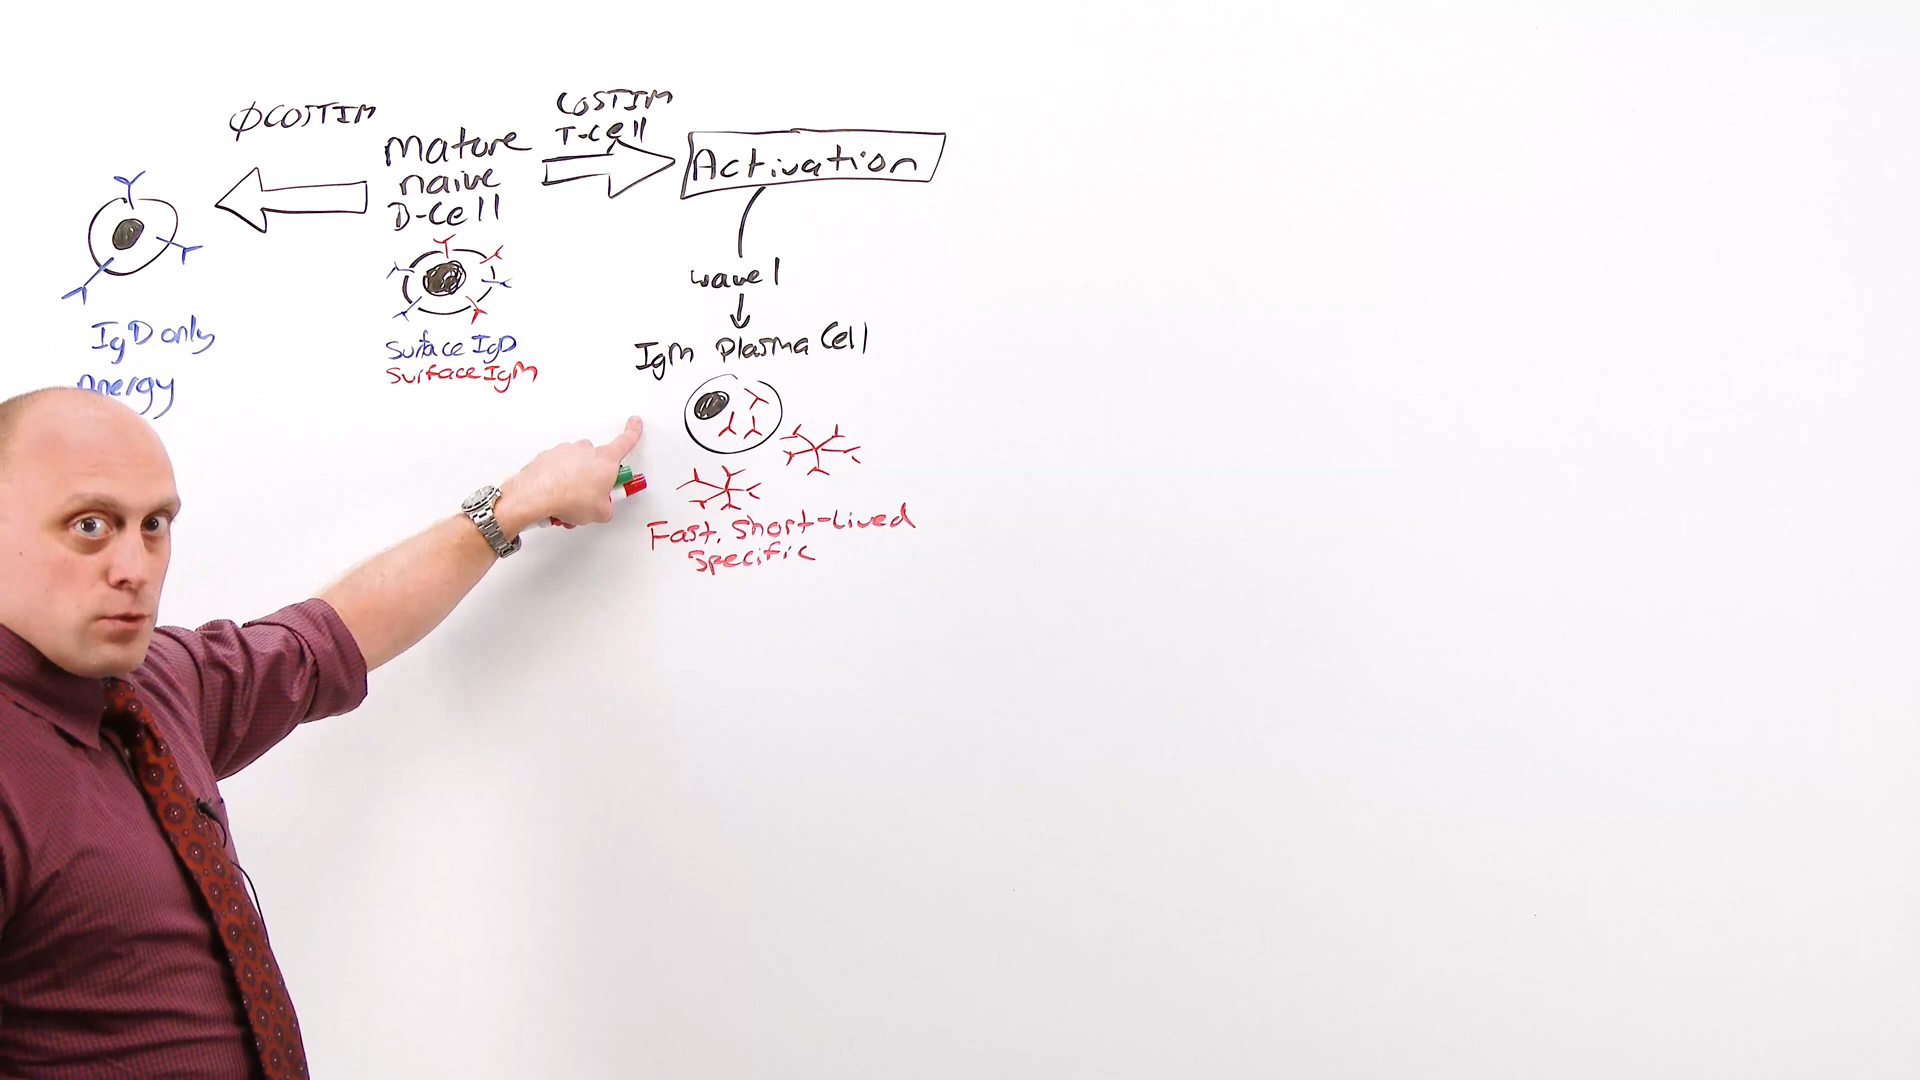 ØCOSTIM
Mature
naive
B-Cell
COSTIM
T-Cell
Activation
IgD only
Anergy
Surface IgD
Surface IgM
wave 1
IgM Plasma Cell
Fast, Short-Lived
Specific